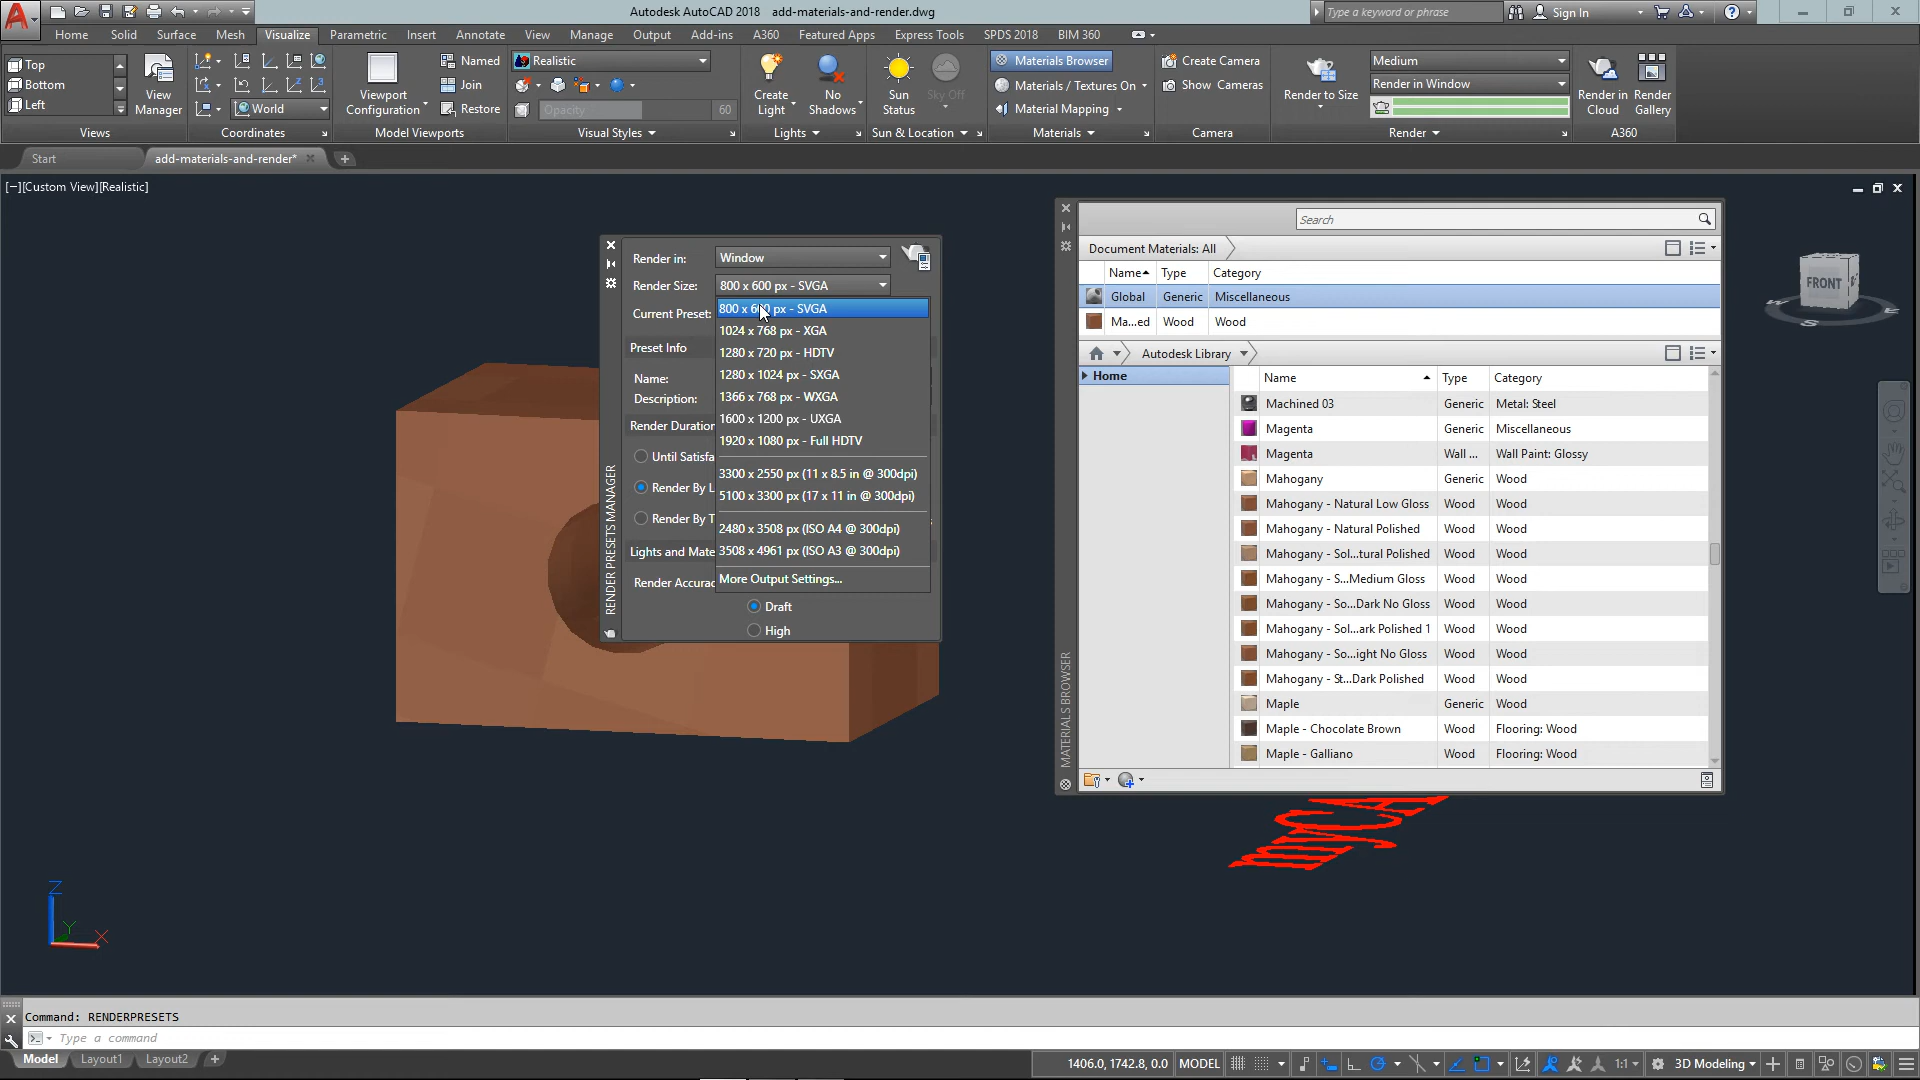 Autodesk AutoCAD 2018 add-materials-and-render.dwg
Type a keyword or phrase
Sign In
Home Solid Surface Mesh Visualize Parametric Insert Annotate View Manage Output Add-ins A360 Featured Apps Express Tools SPDS 2018 BIM 360
Top
Bottom
Left
View
Manager
World
Viewport
Configuration
Named
Join
Restore
Realistic
Opacity 60
Create
Light
No
Shadows
Sun
Status
Sky Off
Materials Browser
Materials / Textures On
Material Mapping
Create Camera
Show Cameras
Render to Size
Medium
Render in Window
Render in
Cloud
Render
Gallery
Views Coordinates Model Viewports Visual Styles Lights Sun & Location Materials Camera Render A360
Start add-materials-and-render*
[−][Custom View][Realistic]
RENDER PRESETS MANAGER
Render in: Window
Render Size: 800 x 600 px - SVGA
Current Preset:
Preset Info
Name:
Description:
Render Duration
Until Satisfa
Render By L
Render By T
Lights and Mate
Render Accurac
Draft
High
800 x 600 px - SVGA
1024 x 768 px - XGA
1280 x 720 px - HDTV
1280 x 1024 px - SXGA
1366 x 768 px - WXGA
1600 x 1200 px - UXGA
1920 x 1080 px - Full HDTV
3300 x 2550 px (11 x 8.5 in @ 300dpi)
5100 x 3300 px (17 x 11 in @ 300dpi)
2480 x 3508 px (ISO A4 @ 300dpi)
3508 x 4961 px (ISO A3 @ 300dpi)
More Output Settings...
MATERIALS BROWSER
Search
Document Materials: All
Name Type Category
Global Generic Miscellaneous
Ma...ed Wood Wood
Autodesk Library
Home
Name Type Category
Machined 03 Generic Metal: Steel
Magenta Generic Miscellaneous
Magenta Wall ... Wall Paint: Glossy
Mahogany Generic Wood
Mahogany - Natural Low Gloss Wood Wood
Mahogany - Natural Polished Wood Wood
Mahogany - Sol...tural Polished Wood Wood
Mahogany - S...Medium Gloss Wood Wood
Mahogany - So...Dark No Gloss Wood Wood
Mahogany - Sol...ark Polished 1 Wood Wood
Mahogany - So...ight No Gloss Wood Wood
Mahogany - St...Dark Polished Wood Wood
Maple Generic Wood
Maple - Chocolate Brown Wood Flooring: Wood
Maple - Galliano Wood Flooring: Wood
FRONT
W S E
Z
Y
X
Command: RENDERPRESETS
Type a command
Model Layout1 Layout2
1406.0, 1742.8, 0.0 MODEL 1:1 3D Modeling